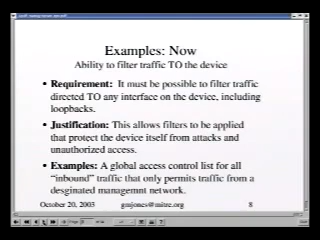 Examples: Now
Ability to filter traffic TO the device
• Requirement: It must be possible to filter traffic
directed TO any interface on the device, including
loopbacks.
• Justification: This allows filters to be applied
that protect the device itself from attacks and
unauthorized access.
• Examples: A global access control list for all
“inbound” traffic that only permits traffic from a
desginated managemnt network.
October 20, 2003 gmjones@mitre.org 8